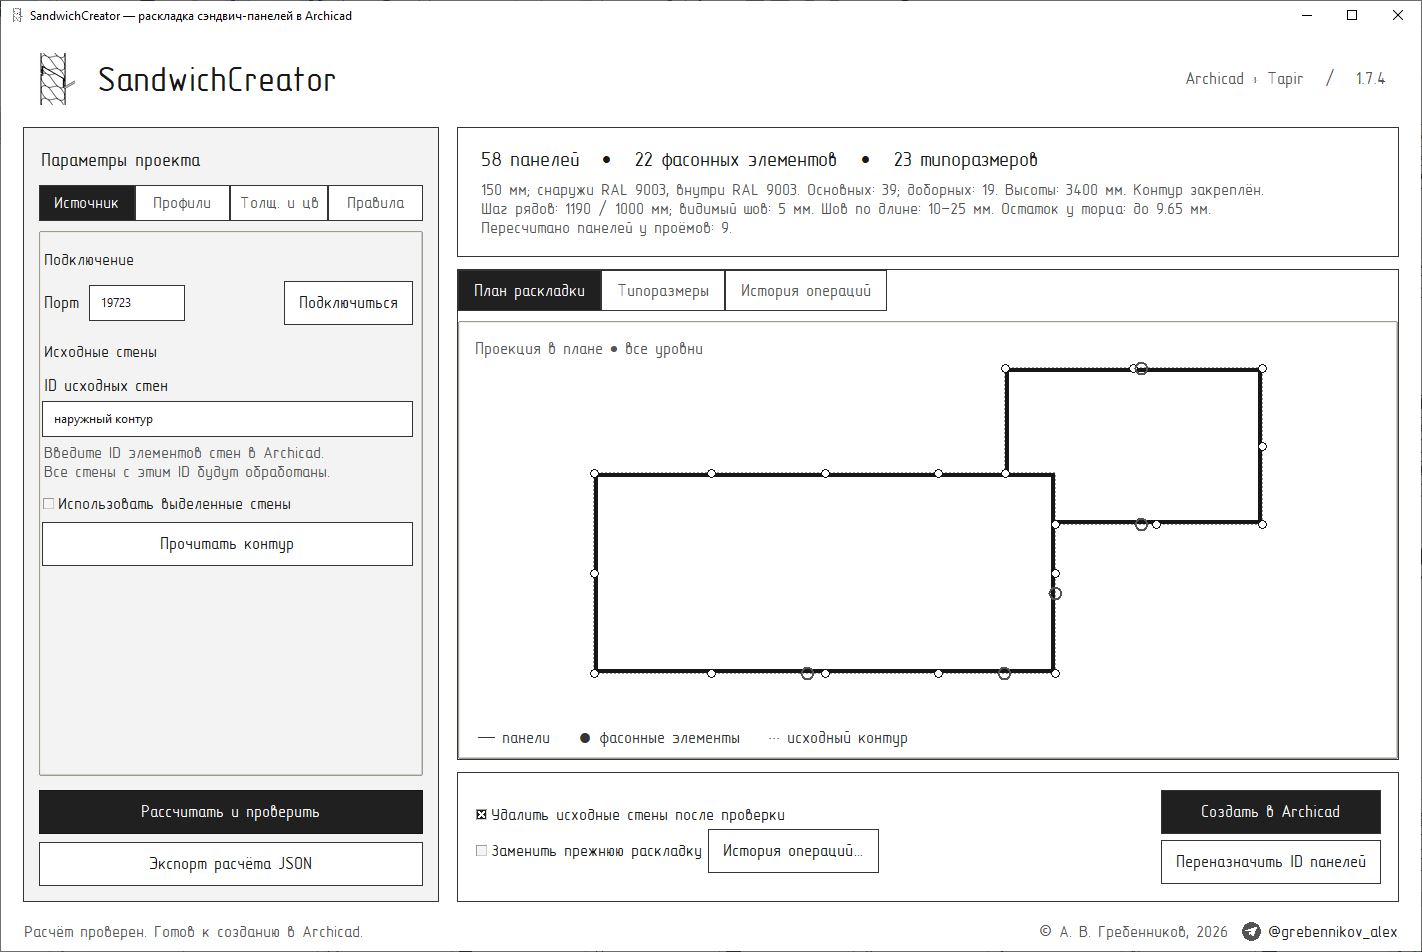 SandwichCreator — раскладка сэндвич-панелей в Archicad
SandwichCreator
Archicad › Tapir / 1.7.4
Параметры проекта
Источник
Профили
Толщ. и цв
Правила
Подключение
Порт
19723
Подключиться
Исходные стены
ID исходных стен
наружный контур
Введите ID элементов стен в Archicad.
Все стены с этим ID будут обработаны.
Использовать выделенные стены
Прочитать контур
Рассчитать и проверить
Экспорт расчёта JSON
58 панелей ● 22 фасонных элементов ● 23 типоразмеров
150 мм; снаружи RAL 9003, внутри RAL 9003. Основных: 39; доборных: 19. Высоты: 3400 мм. Контур закреплён.
Шаг рядов: 1190 / 1000 мм; видимый шов: 5 мм. Шов по длине: 10–25 мм. Остаток у торца: до 9.65 мм.
Пересчитано панелей у проёмов: 9.
План раскладки
Типоразмеры
История операций
Проекция в плане ● все уровни
— панели ● фасонные элементы ··· исходный контур
Удалить исходные стены после проверки
Заменить прежнюю раскладку
История операций...
Создать в Archicad
Переназначить ID панелей
Расчёт проверен. Готов к созданию в Archicad.
© А. В. Гребенников, 2026
@grebennikov_alex